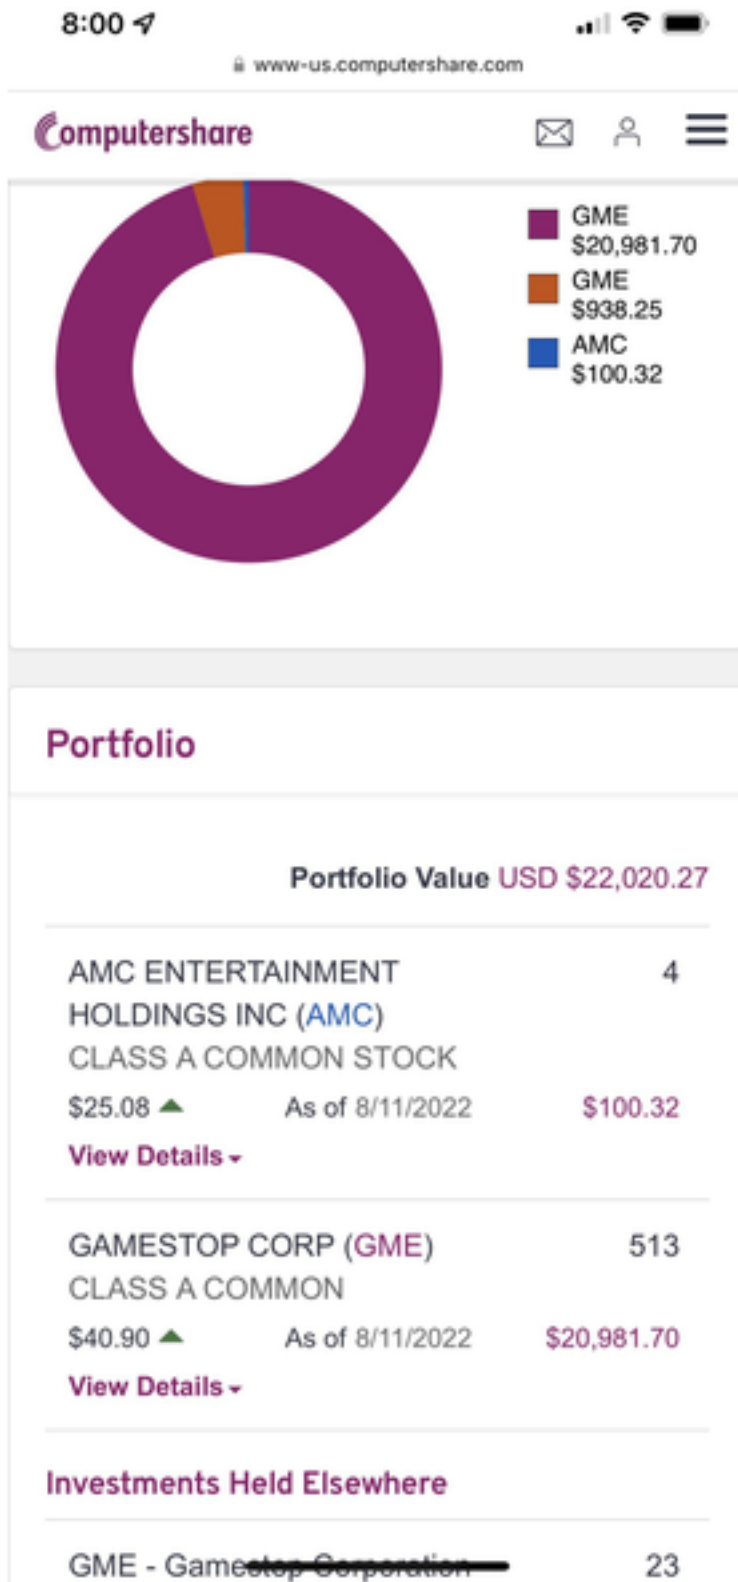 8:00
www-us.computershare.com
Computershare
GME
$20,981.70
GME
$938.25
AMC
$100.32
Portfolio
Portfolio Value USD $22,020.27
AMC ENTERTAINMENT 4
HOLDINGS INC (AMC)
CLASS A COMMON STOCK
$25.08 As of 8/11/2022 $100.32
View Details
GAMESTOP CORP (GME) 513
CLASS A COMMON
$40.90 As of 8/11/2022 $20,981.70
View Details
Investments Held Elsewhere
GME - Gamestop Corporation 23